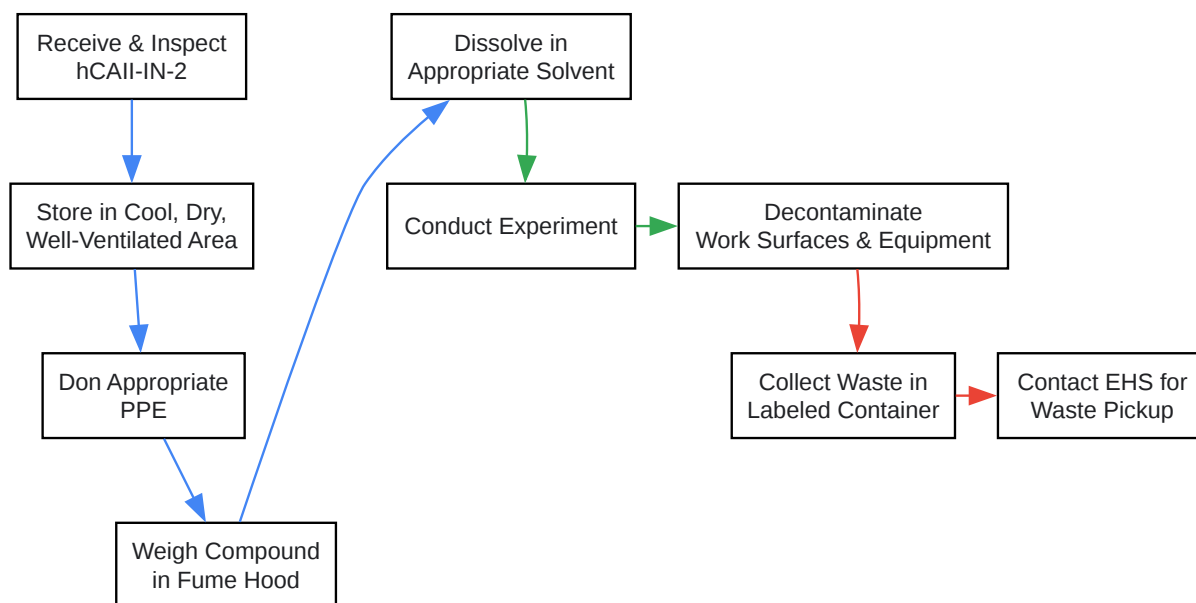 Receive & Inspect
hCAII-IN-2
Store in Cool, Dry,
Well-Ventilated Area
Don Appropriate
PPE
Weigh Compound
in Fume Hood
Dissolve in
Appropriate Solvent
Conduct Experiment
Decontaminate
Work Surfaces & Equipment
Collect Waste in
Labeled Container
Contact EHS for
Waste Pickup